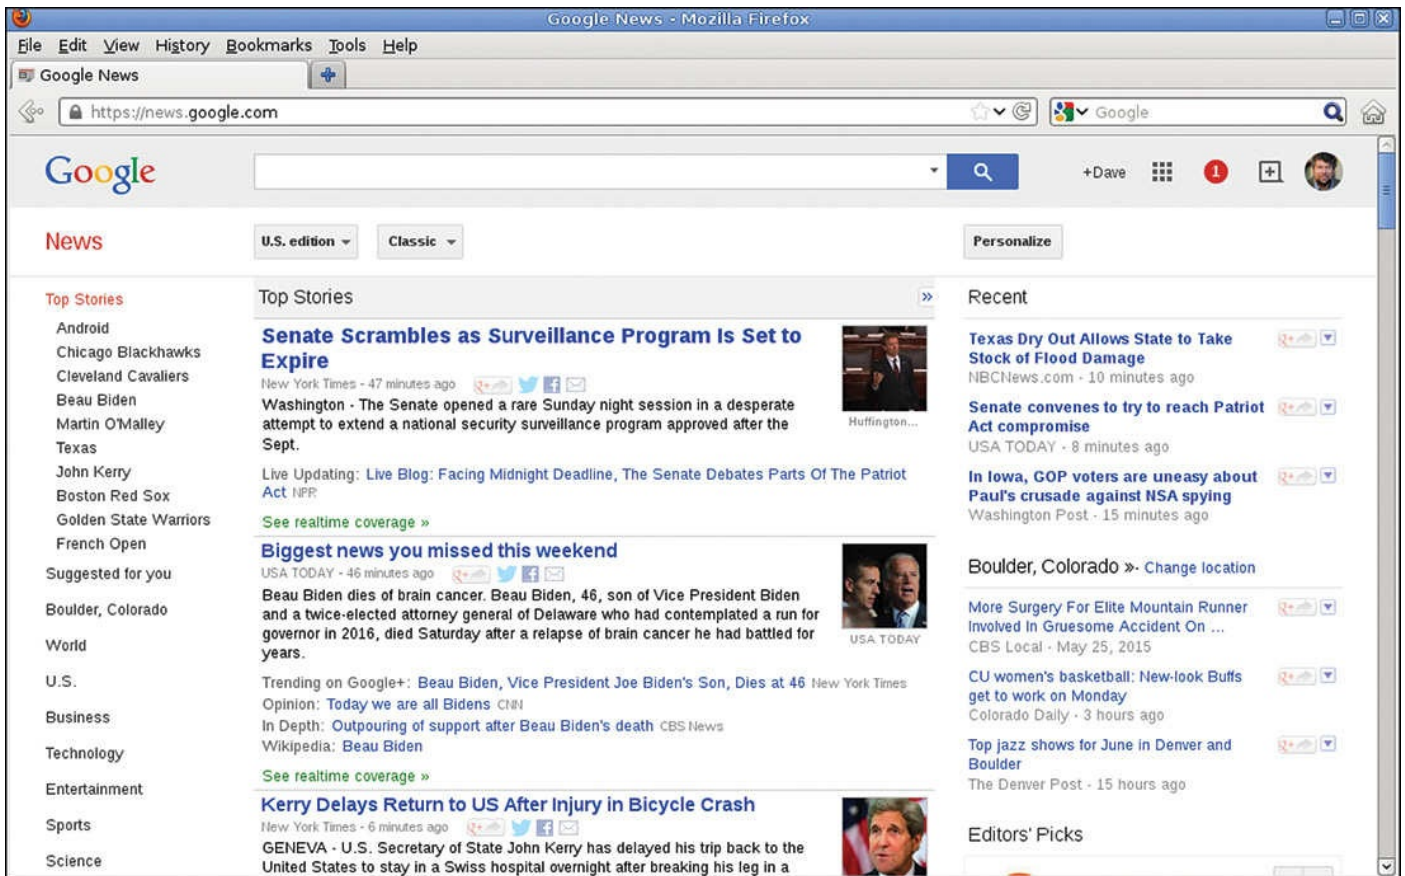 Google News - Mozilla Firefox
File Edit View History Bookmarks Tools Help
Google News
https://news.google.com
Google
Google
+Dave
1
News
U.S. edition
Classic
Personalize
Top Stories
Android
Chicago Blackhawks
Cleveland Cavaliers
Beau Biden
Martin O'Malley
Texas
John Kerry
Boston Red Sox
Golden State Warriors
French Open
Suggested for you
Boulder, Colorado
World
U.S.
Business
Technology
Entertainment
Sports
Science
Top Stories »
Senate Scrambles as Surveillance Program Is Set to
Expire
New York Times - 47 minutes ago g+
Washington - The Senate opened a rare Sunday night session in a desperate
attempt to extend a national security surveillance program approved after the
Sept.
Huffington...
Live Updating: Live Blog: Facing Midnight Deadline, The Senate Debates Parts Of The Patriot
Act NPR
See realtime coverage »
Biggest news you missed this weekend
USA TODAY - 46 minutes ago g+
Beau Biden dies of brain cancer. Beau Biden, 46, son of Vice President Biden
and a twice-elected attorney general of Delaware who had contemplated a run for
governor in 2016, died Saturday after a relapse of brain cancer he had battled for
years.
USA TODAY
Trending on Google+: Beau Biden, Vice President Joe Biden's Son, Dies at 46 New York Times
Opinion: Today we are all Bidens CNN
In Depth: Outpouring of support after Beau Biden's death CBS News
Wikipedia: Beau Biden
See realtime coverage »
Kerry Delays Return to US After Injury in Bicycle Crash
New York Times - 6 minutes ago g+
GENEVA - U.S. Secretary of State John Kerry has delayed his trip back to the
United States to stay in a Swiss hospital overnight after breaking his leg in a
Recent
Texas Dry Out Allows State to Take g+
Stock of Flood Damage
NBCNews.com - 10 minutes ago
Senate convenes to try to reach Patriot g+
Act compromise
USA TODAY - 8 minutes ago
In Iowa, GOP voters are uneasy about g+
Paul's crusade against NSA spying
Washington Post - 15 minutes ago
Boulder, Colorado »- Change location
More Surgery For Elite Mountain Runner g+
Involved In Gruesome Accident On ...
CBS Local - May 25, 2015
CU women's basketball: New-look Buffs g+
get to work on Monday
Colorado Daily - 3 hours ago
Top jazz shows for June in Denver and g+
Boulder
The Denver Post - 15 hours ago
Editors' Picks